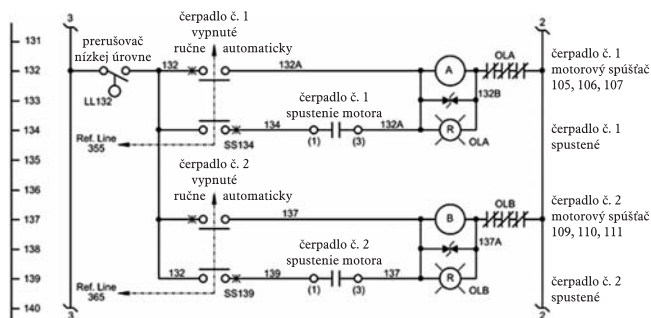 3
2
čerpadlo č. 1
vypnuté
ručne automaticky
131
prerušovač
nízkej úrovne
132
132A
OLA
čerpadlo č. 1
motorový spúšťač
105, 106, 107
132
A
LL132
133
čerpadlo č. 1
spustenie motora
132B
134
134
132A
R
čerpadlo č. 1
spustené
Ref. Line
355
SS134
(1)
(3)
OLA
135
čerpadlo č. 2
vypnuté
ručne automaticky
136
OLB
čerpadlo č. 2
motorový spúšťač
109, 110, 111
137
137
B
138
čerpadlo č. 2
spustenie motora
137A
139
132
139
137
R
čerpadlo č. 2
spustené
Ref. Line
365
SS139
(1)
(3)
OLB
140
3
2